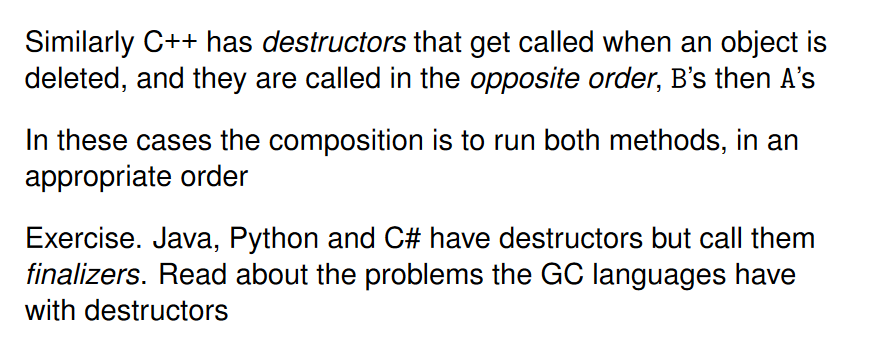 Similarly C++ has destructors that get called when an object is
deleted, and they are called in the opposite order, B’s then A’s
In these cases the composition is to run both methods, in an
appropriate order
Exercise. Java, Python and C# have destructors but call them
finalizers. Read about the problems the GC languages have
with destructors